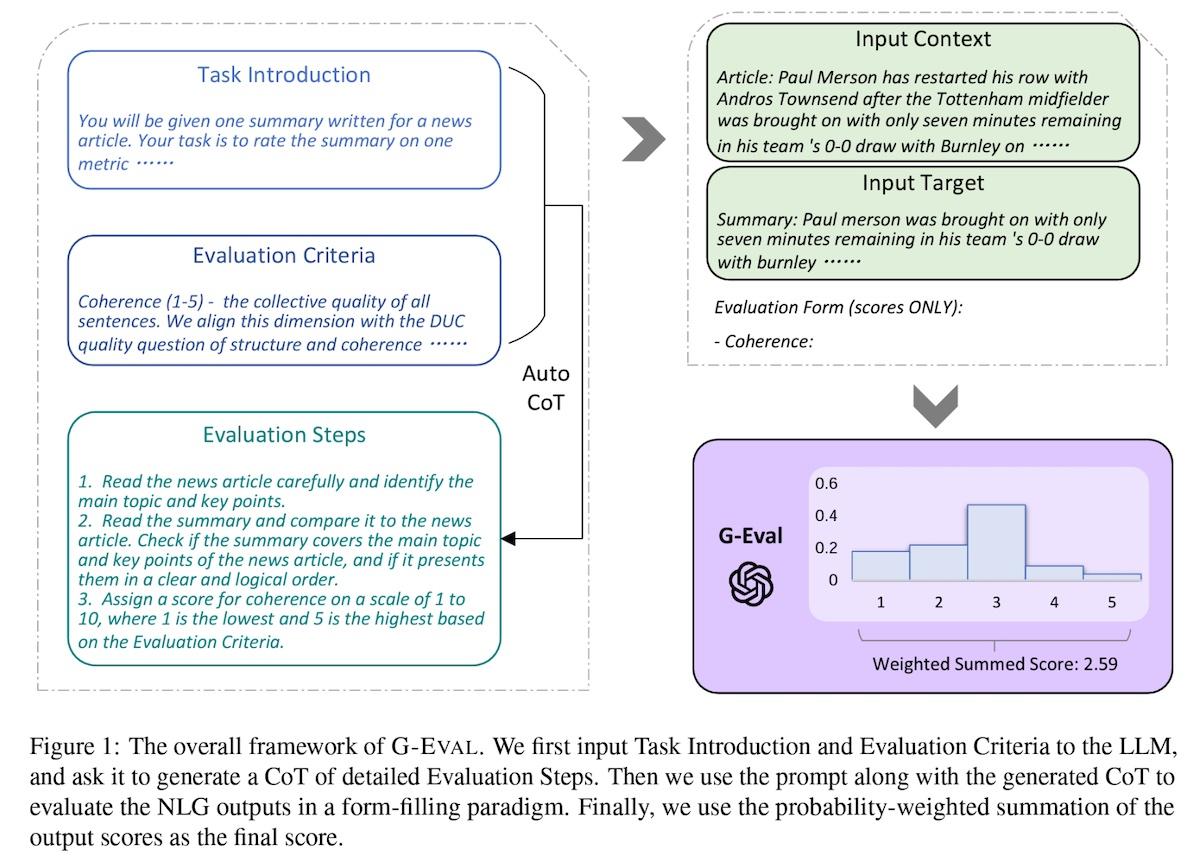 Task Introduction
You will be given one summary written for a news
article. Your task is to rate the summary on one
metric ······
Evaluation Criteria
Coherence (1-5) - the collective quality of all
sentences. We align this dimension with the DUC
quality question of structure and coherence ······
Auto
CoT
Evaluation Steps
1. Read the news article carefully and identify the
main topic and key points.
2. Read the summary and compare it to the news
article. Check if the summary covers the main topic
and key points of the news article, and if it presents
them in a clear and logical order.
3. Assign a score for coherence on a scale of 1 to
10, where 1 is the lowest and 5 is the highest based
on the Evaluation Criteria.
Input Context
Article: Paul Merson has restarted his row with
Andros Townsend after the Tottenham midfielder
was brought on with only seven minutes remaining
in his team 's 0-0 draw with Burnley on ······
Input Target
Summary: Paul merson was brought on with only
seven minutes remaining in his team 's 0-0 draw
with burnley ······
Evaluation Form (scores ONLY):
- Coherence:
G-Eval
0.6
0.4
0.2
0
1 2 3 4 5
Weighted Summed Score: 2.59
Figure 1: The overall framework of G-EVAL. We first input Task Introduction and Evaluation Criteria to the LLM,
and ask it to generate a CoT of detailed Evaluation Steps. Then we use the prompt along with the generated CoT to
evaluate the NLG outputs in a form-filling paradigm. Finally, we use the probability-weighted summation of the
output scores as the final score.